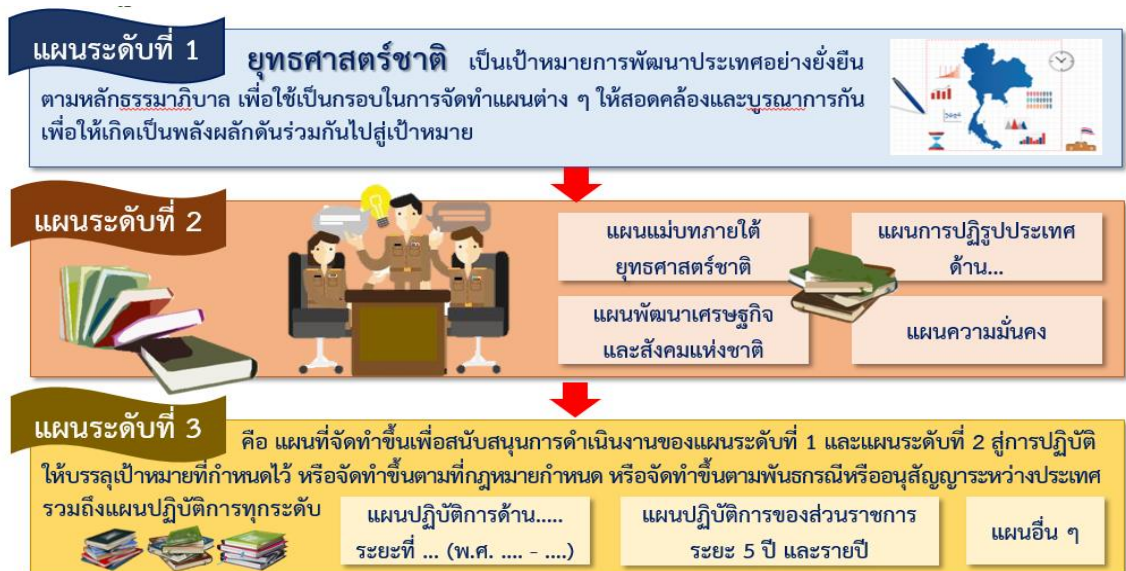 แผนระดับที่ 1
ยุทธศาสตร์ชาติ เป็นเป้าหมายการพัฒนาประเทศอย่างยั่งยืน
ตามหลักธรรมาภิบาล เพื่อใช้เป็นกรอบในการจัดทำแผนต่าง ๆ ให้สอดคล้องและบูรณาการกัน
เพื่อให้เกิดเป็นพลังผลักดันร่วมกันไปสู่เป้าหมาย
แผนระดับที่ 2
แผนแม่บทภายใต้
ยุทธศาสตร์ชาติ
แผนการปฏิรูปประเทศ
ด้าน...
แผนพัฒนาเศรษฐกิจ
และสังคมแห่งชาติ
แผนความมั่นคง
แผนระดับที่ 3
คือ แผนที่จัดทำขึ้นเพื่อสนับสนุนการดำเนินงานของแผนระดับที่ 1 และแผนระดับที่ 2 สู่การปฏิบัติ
ให้บรรลุเป้าหมายที่กำหนดไว้ หรือจัดทำขึ้นตามที่กฎหมายกำหนด หรือจัดทำขึ้นตามพันธกรณีหรืออนุสัญญาระหว่างประเทศ
รวมถึงแผนปฏิบัติการทุกระดับ
แผนปฏิบัติการด้าน.....
ระยะที่ ... (พ.ศ. .... - ....)
แผนปฏิบัติการของส่วนราชการ
ระยะ 5 ปี และรายปี
แผนอื่น ๆ